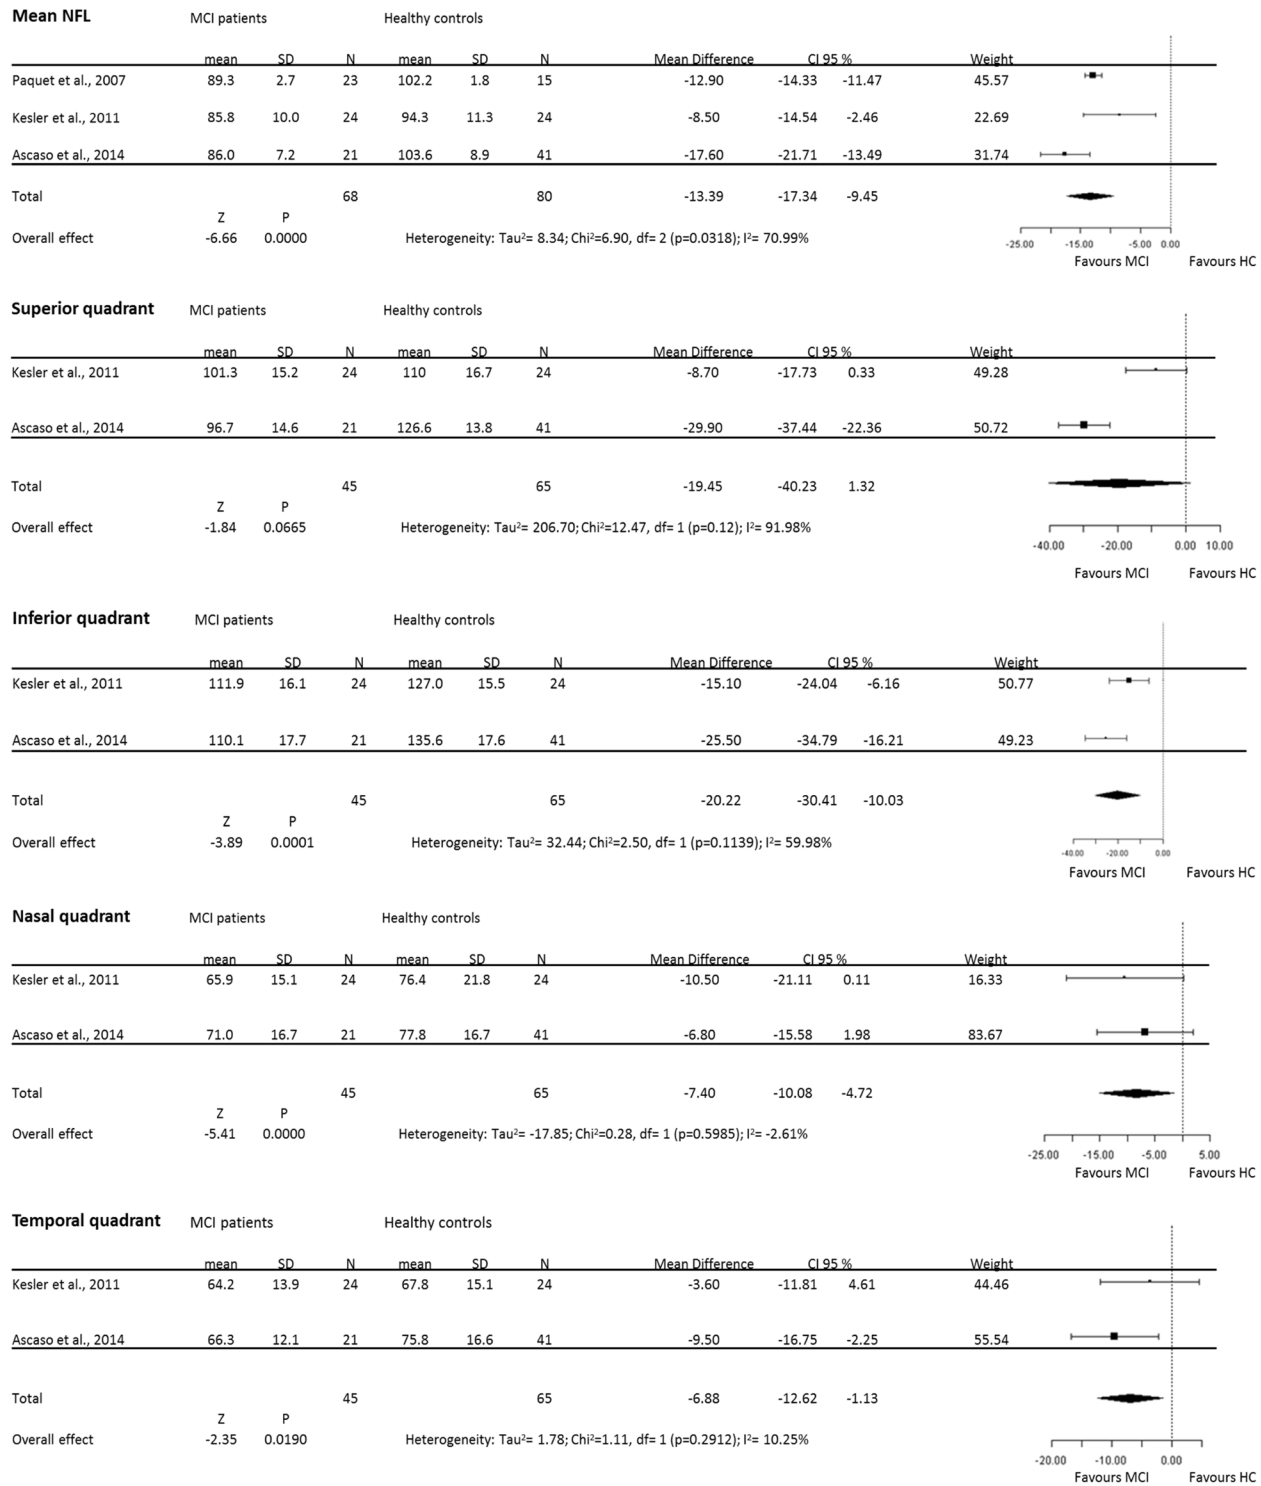 Mean NFL MCI patients Healthy controls
mean SD N mean SD N Mean Difference CI 95 % Weight
Paquet et al., 2007 89.3 2.7 23 102.2 1.8 15 -12.90 -14.33 -11.47 45.57
Kesler et al., 2011 85.8 10.0 24 94.3 11.3 24 -8.50 -14.54 -2.46 22.69
Ascaso et al., 2014 86.0 7.2 21 103.6 8.9 41 -17.60 -21.71 -13.49 31.74
Total 68 80 -13.39 -17.34 -9.45
Z P
Overall effect -6.66 0.0000 Heterogeneity: Tau²= 8.34; Chi²=6.90, df= 2 (p=0.0318); I²= 70.99%
-25.00 -15.00 -5.00 0.00
Favours MCI Favours HC
Superior quadrant MCI patients Healthy controls
mean SD N mean SD N Mean Difference CI 95 % Weight
Kesler et al., 2011 101.3 15.2 24 110 16.7 24 -8.70 -17.73 0.33 49.28
Ascaso et al., 2014 96.7 14.6 21 126.6 13.8 41 -29.90 -37.44 -22.36 50.72
Total 45 65 -19.45 -40.23 1.32
Z P
Overall effect -1.84 0.0665 Heterogeneity: Tau²= 206.70; Chi²=12.47, df= 1 (p=0.12); I²= 91.98%
-40.00 -20.00 0.00 10.00
Favours MCI Favours HC
Inferior quadrant MCI patients Healthy controls
mean SD N mean SD N Mean Difference CI 95 % Weight
Kesler et al., 2011 111.9 16.1 24 127.0 15.5 24 -15.10 -24.04 -6.16 50.77
Ascaso et al., 2014 110.1 17.7 21 135.6 17.6 41 -25.50 -34.79 -16.21 49.23
Total 45 65 -20.22 -30.41 -10.03
Z P
Overall effect -3.89 0.0001 Heterogeneity: Tau²= 32.44; Chi²=2.50, df= 1 (p=0.1139); I²= 59.98%
-40.00 -20.00 0.00
Favours MCI Favours HC
Nasal quadrant MCI patients Healthy controls
mean SD N mean SD N Mean Difference CI 95 % Weight
Kesler et al., 2011 65.9 15.1 24 76.4 21.8 24 -10.50 -21.11 0.11 16.33
Ascaso et al., 2014 71.0 16.7 21 77.8 16.7 41 -6.80 -15.58 1.98 83.67
Total 45 65 -7.40 -10.08 -4.72
Z P
Overall effect -5.41 0.0000 Heterogeneity: Tau²= -17.85; Chi²=0.28, df= 1 (p=0.5985); I²= -2.61%
-25.00 -15.00 -5.00 5.00
Favours MCI Favours HC
Temporal quadrant MCI patients Healthy controls
mean SD N mean SD N Mean Difference CI 95 % Weight
Kesler et al., 2011 64.2 13.9 24 67.8 15.1 24 -3.60 -11.81 4.61 44.46
Ascaso et al., 2014 66.3 12.1 21 75.8 16.6 41 -9.50 -16.75 -2.25 55.54
Total 45 65 -6.88 -12.62 -1.13
Z P
Overall effect -2.35 0.0190 Heterogeneity: Tau²= 1.78; Chi²=1.11, df= 1 (p=0.2912); I²= 10.25%
-20.00 -10.00 0.00
Favours MCI Favours HC